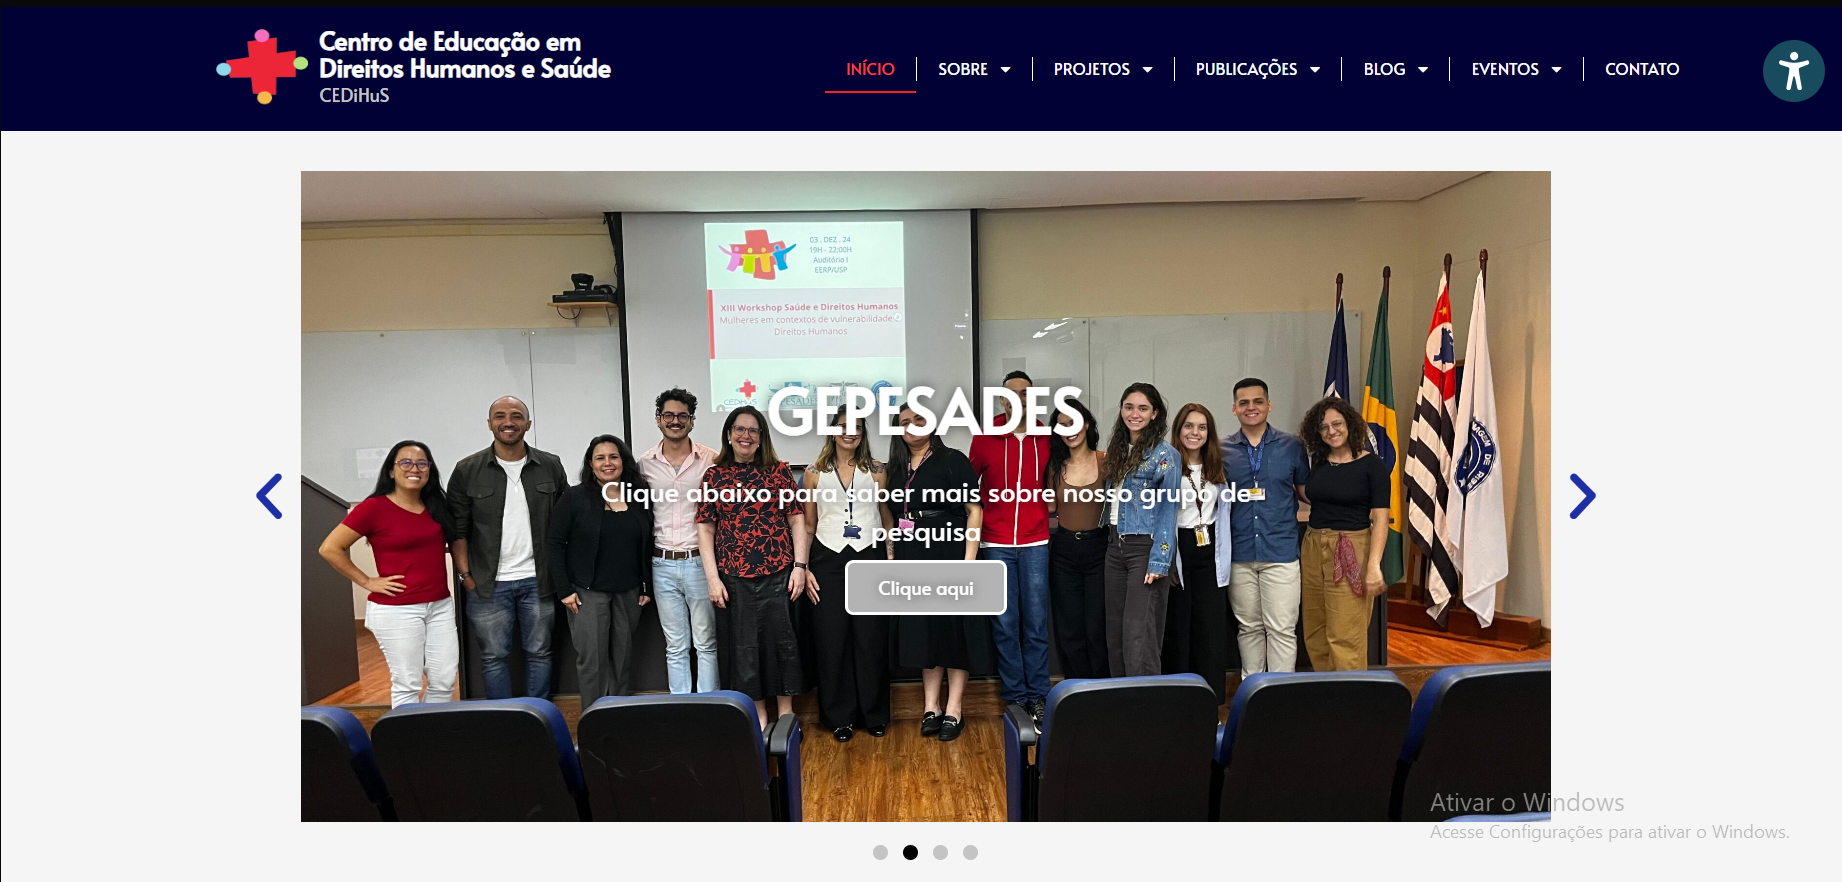 Centro de Educação em
Direitos Humanos e Saúde
CEDiHuS
INÍCIO
SOBRE
PROJETOS
PUBLICAÇÕES
BLOG
EVENTOS
CONTATO
03 . DEZ . 24
19H - 22:00H
Auditório I
EERP/USP
XIII Workshop Saúde e Direitos Humanos
Mulheres em contextos de vulnerabilidade
Direitos Humanos
CEDiHuS
GEPESADES
GEPESADES
Clique abaixo para saber mais sobre nosso grupo de
pesquisa
Clique aqui
Ativar o Windows
Acesse Configurações para ativar o Windows.